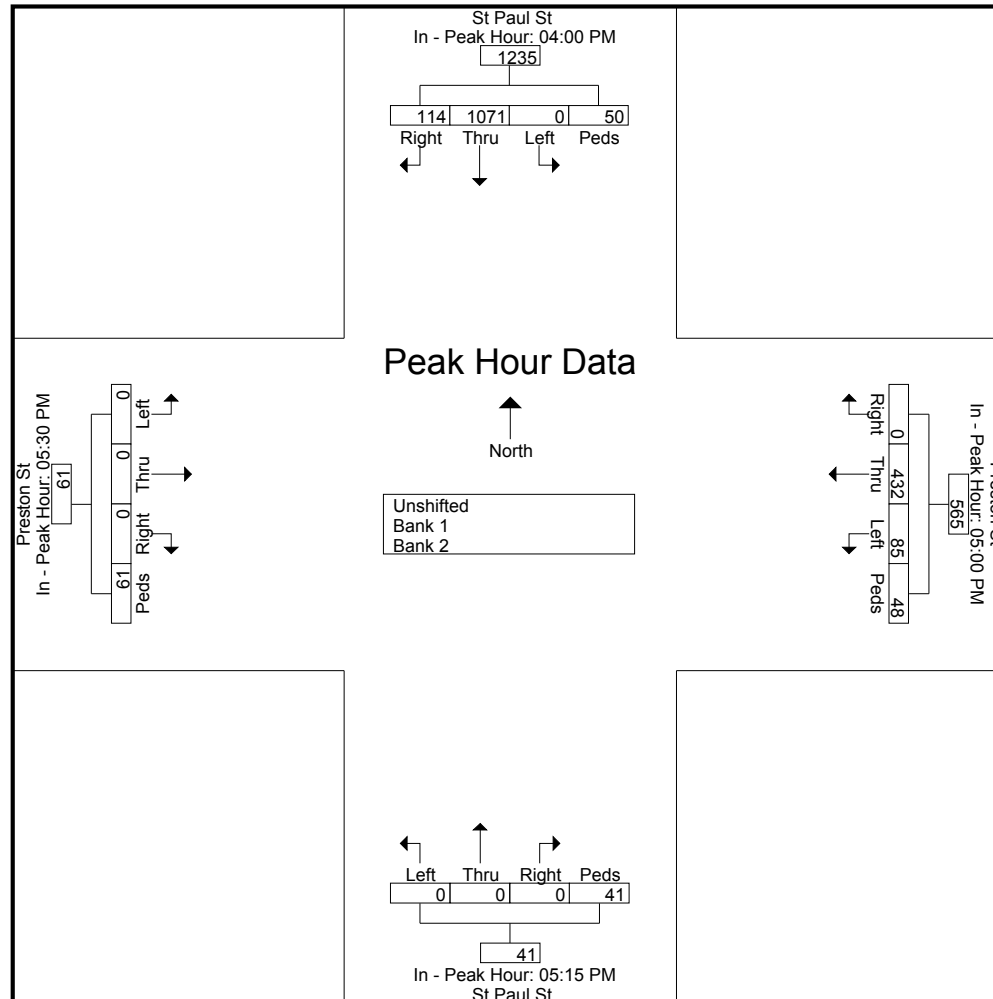 St Paul St
In - Peak Hour: 04:00 PM
1235
114 1071 0 50
Right Thru Left Peds
Peak Hour Data
North
Unshifted
Bank 1
Bank 2
Preston St
In - Peak Hour: 05:30 PM
61
0 0 0 61
Left Thru Right Peds
Preston St
In - Peak Hour: 05:00 PM
565
0 432 85 48
Right Thru Left Peds
Left Thru Right Peds
0 0 0 41
41
In - Peak Hour: 05:15 PM
St Paul St